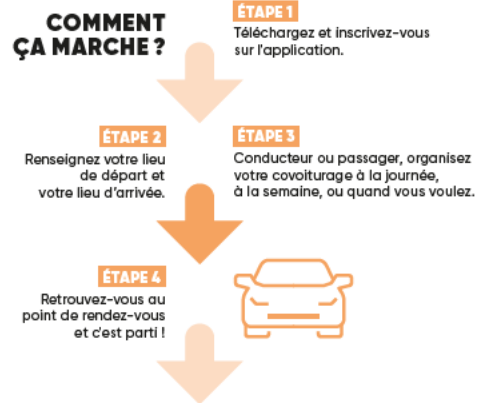 COMMENT
ÇA MARCHE ?
ÉTAPE 1
Téléchargez et inscrivez-vous
sur l'application.
ÉTAPE 2
Renseignez votre lieu
de départ et
votre lieu d'arrivée.
ÉTAPE 3
Conducteur ou passager, organisez
votre covoiturage à la journée,
à la semaine, ou quand vous voulez.
ÉTAPE 4
Retrouvez-vous au
point de rendez-vous
et c'est parti !